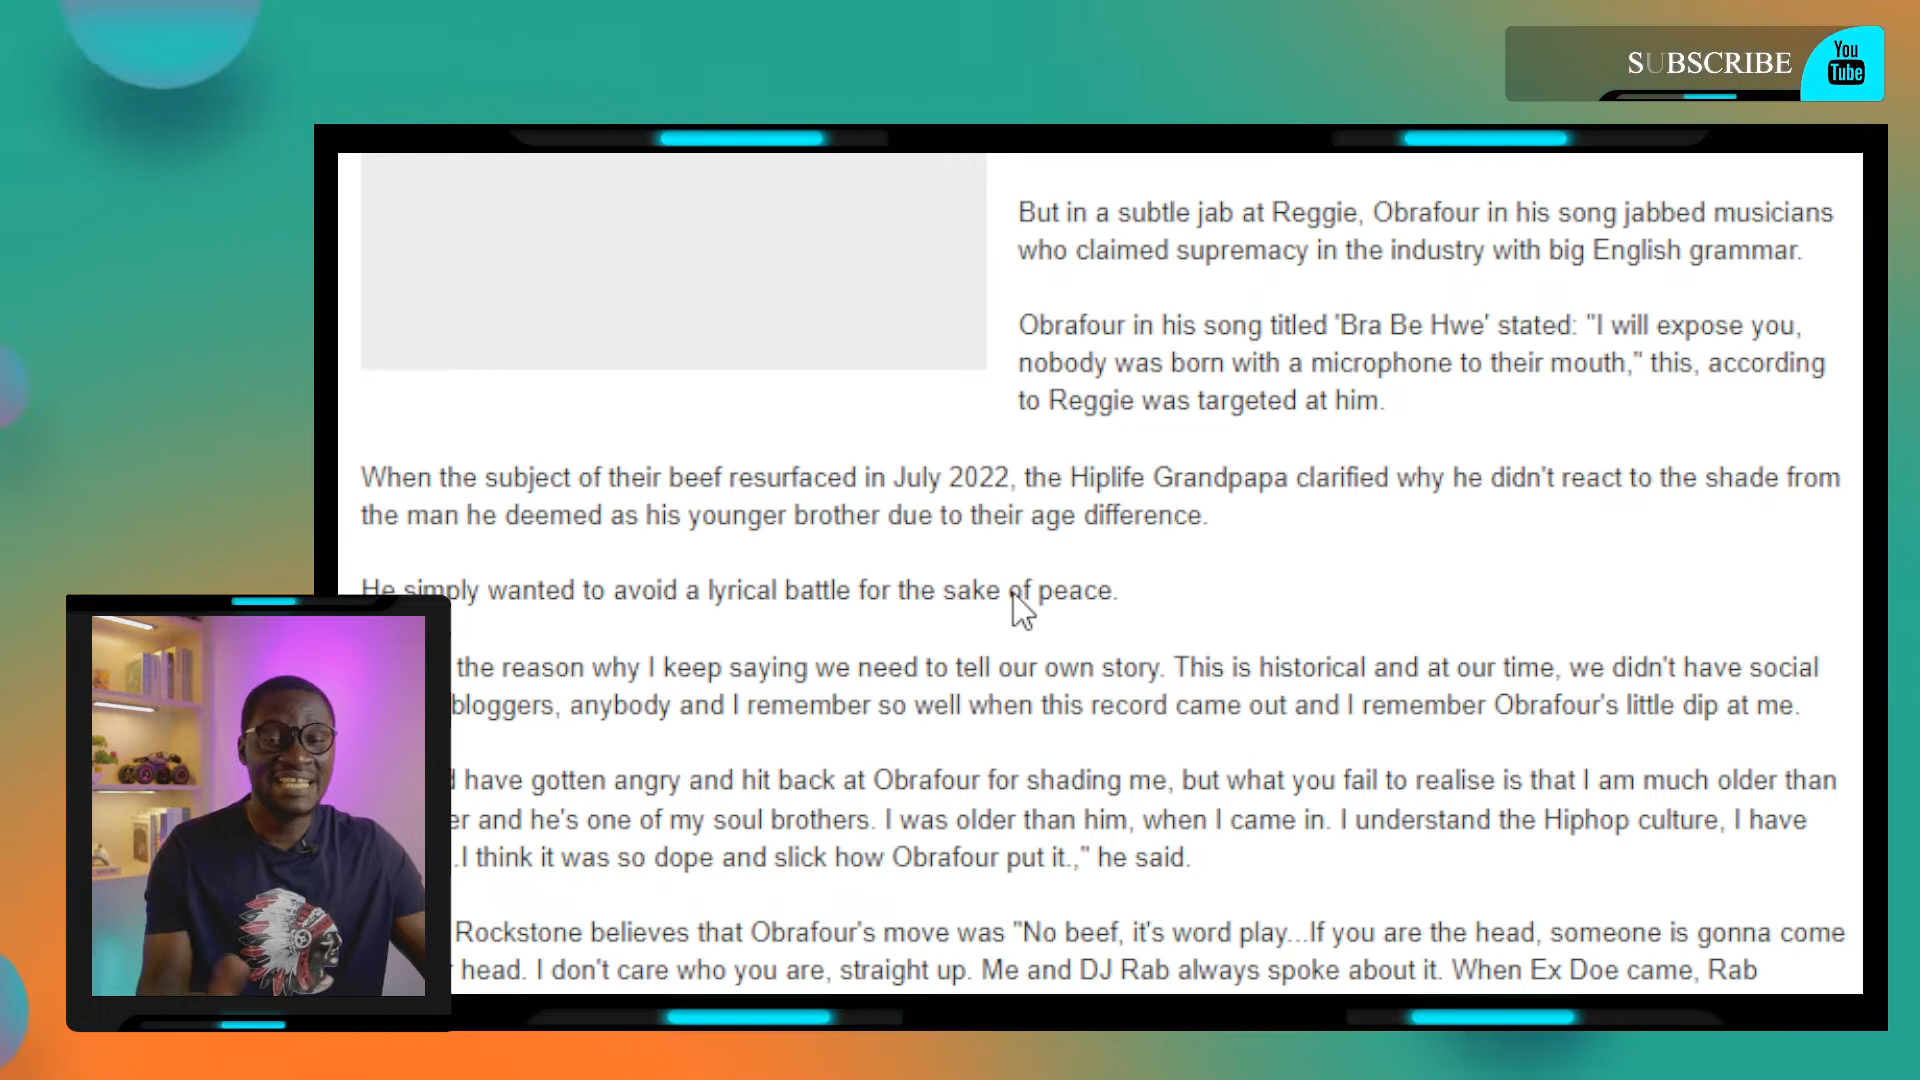 SUBSCRIBE
You
Tube
But in a subtle jab at Reggie, Obrafour in his song jabbed musicians
who claimed supremacy in the industry with big English grammar.
Obrafour in his song titled 'Bra Be Hwe' stated: "I will expose you,
nobody was born with a microphone to their mouth," this, according
to Reggie was targeted at him.
When the subject of their beef resurfaced in July 2022, the Hiplife Grandpapa clarified why he didn't react to the shade from
the man he deemed as his younger brother due to their age difference.
He simply wanted to avoid a lyrical battle for the sake of peace.
the reason why I keep saying we need to tell our own story. This is historical and at our time, we didn't have social
bloggers, anybody and I remember so well when this record came out and I remember Obrafour's little dip at me.
have gotten angry and hit back at Obrafour for shading me, but what you fail to realise is that I am much older than
er and he's one of my soul brothers. I was older than him, when I came in. I understand the Hiphop culture, I have
.I think it was so dope and slick how Obrafour put it.," he said.
Rockstone believes that Obrafour's move was "No beef, it's word play...If you are the head, someone is gonna come
head. I don't care who you are, straight up. Me and DJ Rab always spoke about it. When Ex Doe came, Rab